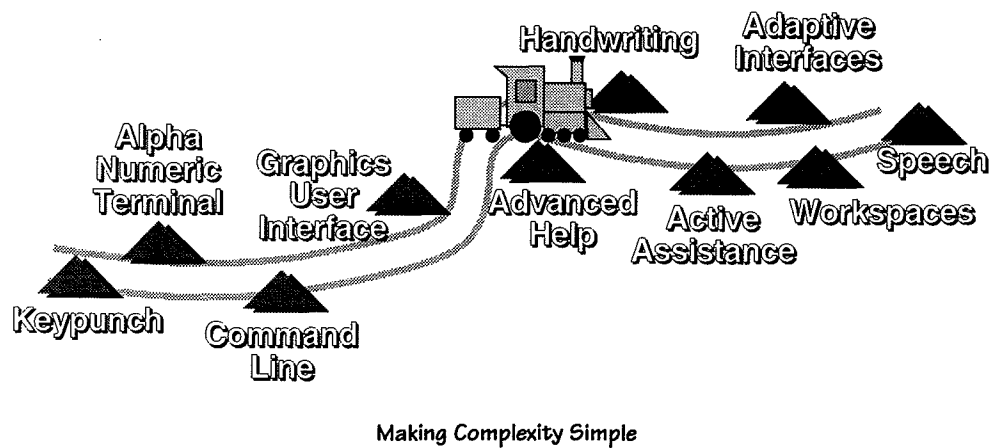 Handwriting
Adaptive
Interfaces
Alpha
Numeric
Terminal
Graphics
User
Interface
Advanced
Help
Active
Assistance
Workspaces
Speech
Keypunch
Command
Line
Making Complexity Simple